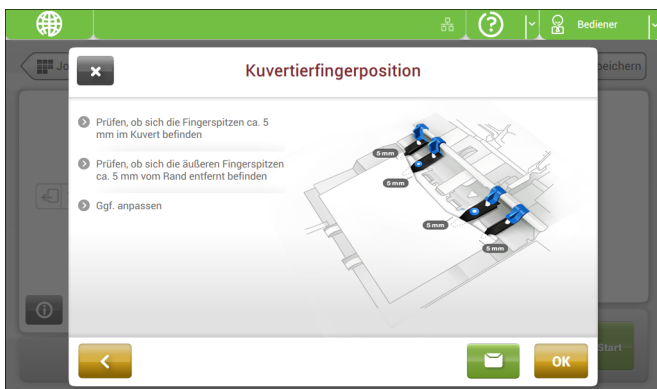 Bediener
Jo
peichern
Kuvertierfingerposition
Prüfen, ob sich die Fingerspitzen ca. 5
mm im Kuvert befinden
Prüfen, ob sich die äußeren Fingerspitzen
ca. 5 mm vom Rand entfernt befinden
Ggf. anpassen
5 mm
5 mm
5 mm
5 mm
Start
OK